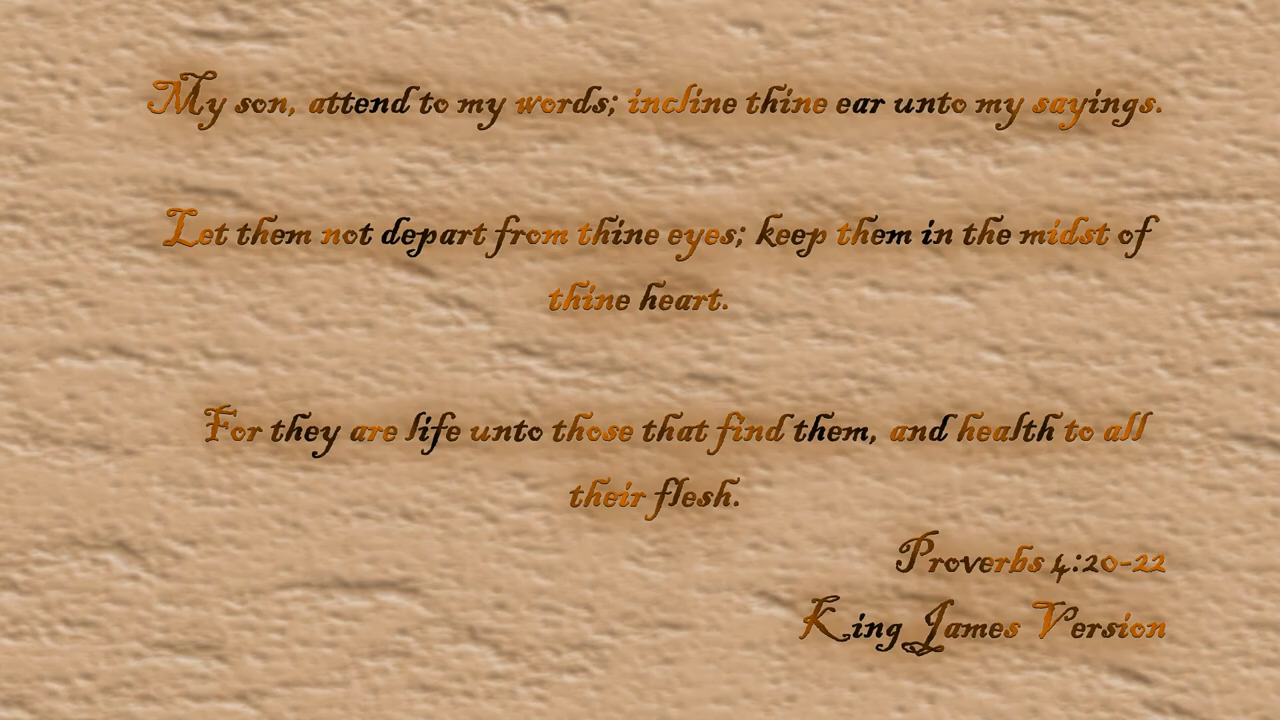 My son, attend to my words; incline thine ear unto my sayings.
Let them not depart from thine eyes; keep them in the midst of
thine heart.
For they are life unto those that find them, and health to all
their flesh.
Proverbs 4:20-22
King James Version